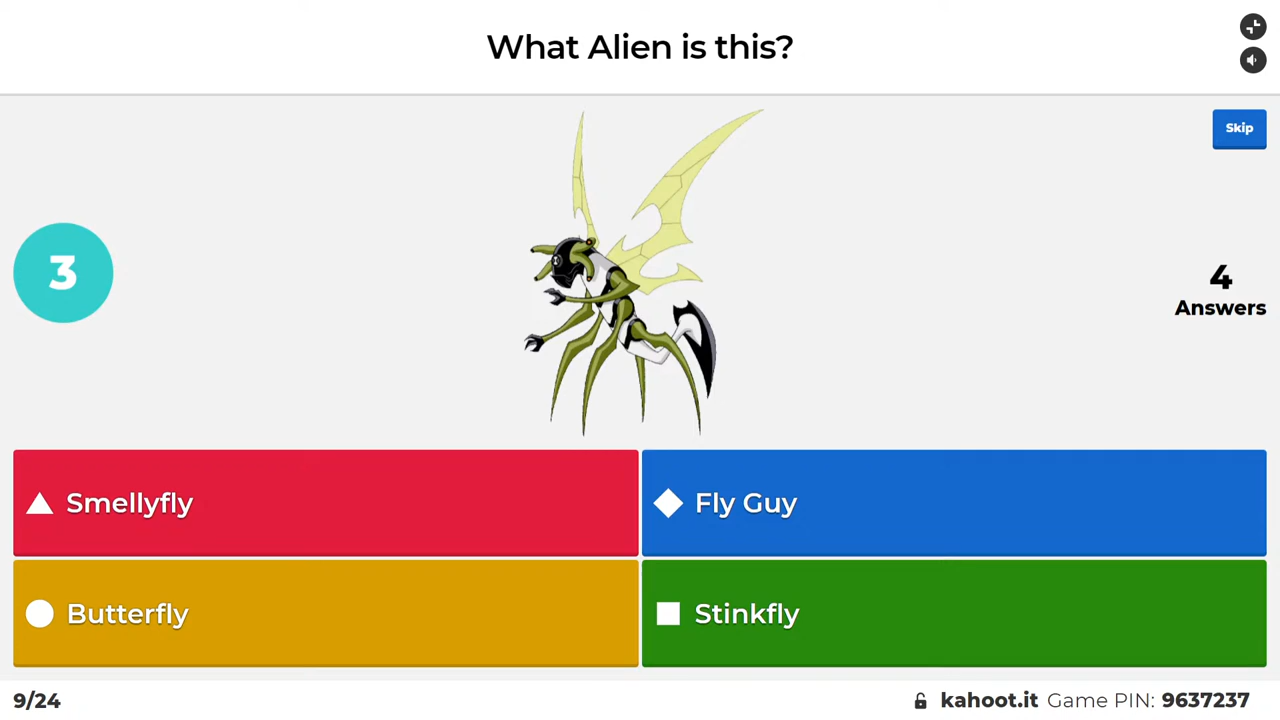 What Alien is this?
Skip
3
4
Answers
Smellyfly
Fly Guy
Butterfly
Stinkfly
9/24
kahoot.it Game PIN: 9637237